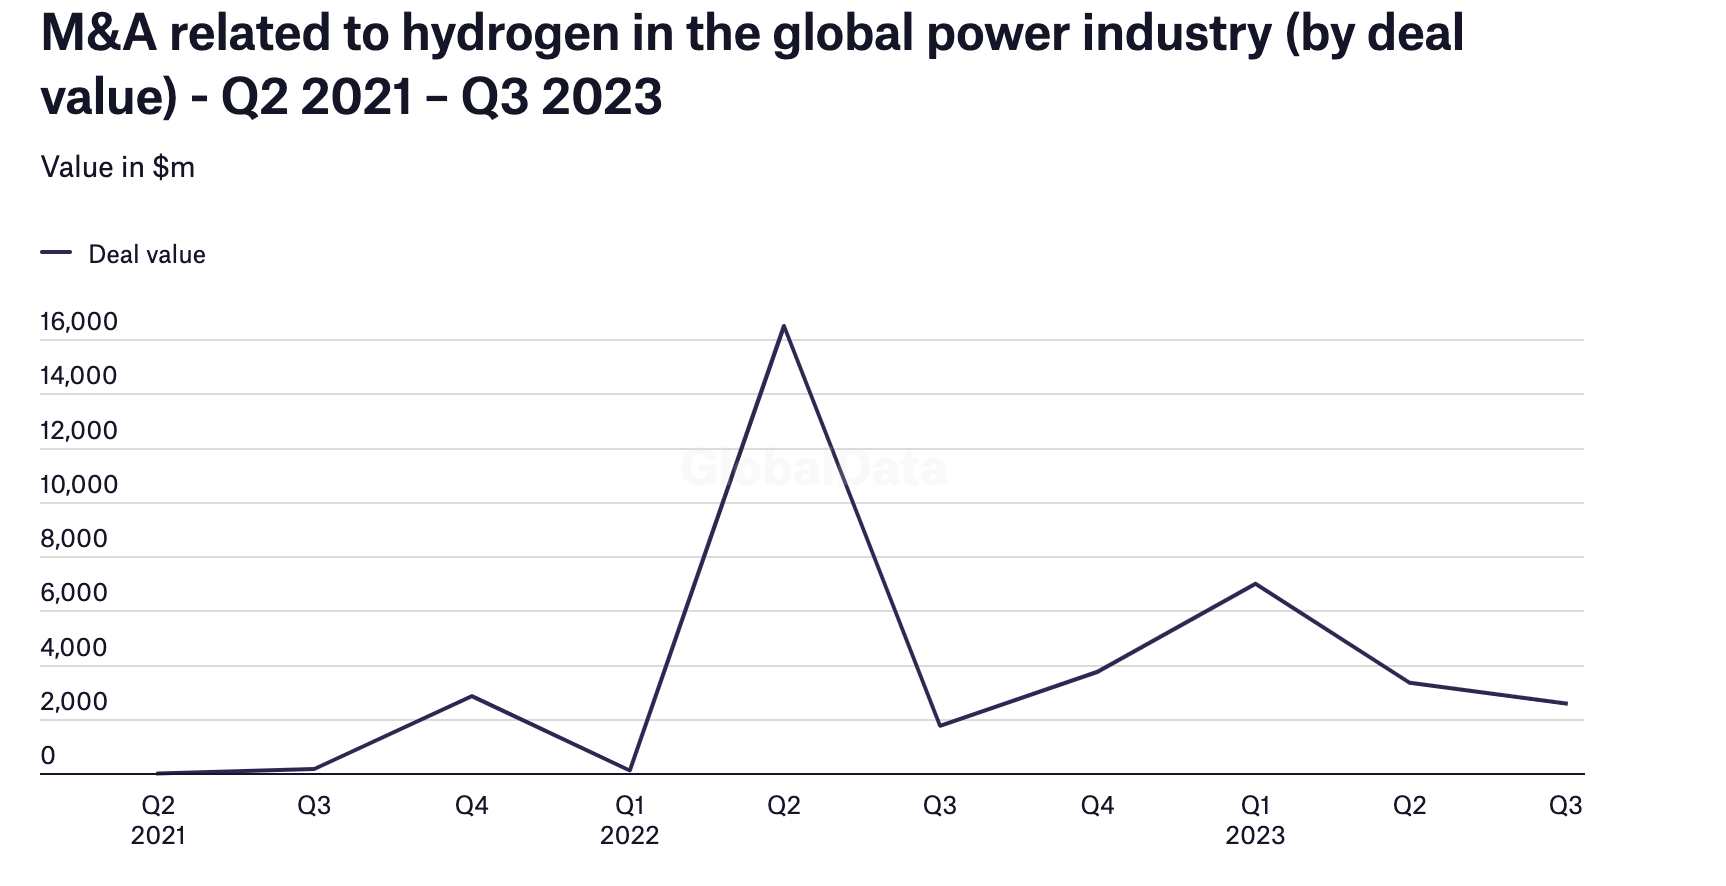 M&A related to hydrogen in the global power industry (by deal
value) - Q2 2021 – Q3 2023
Value in $m
Deal value
16,000
14,000
12,000
GlobalData
10,000
8,000
6,000
4,000
2,000
0
Q2 Q3 Q4 Q1 Q2 Q3 Q4 Q1 Q2 Q3
2021 2022 2023